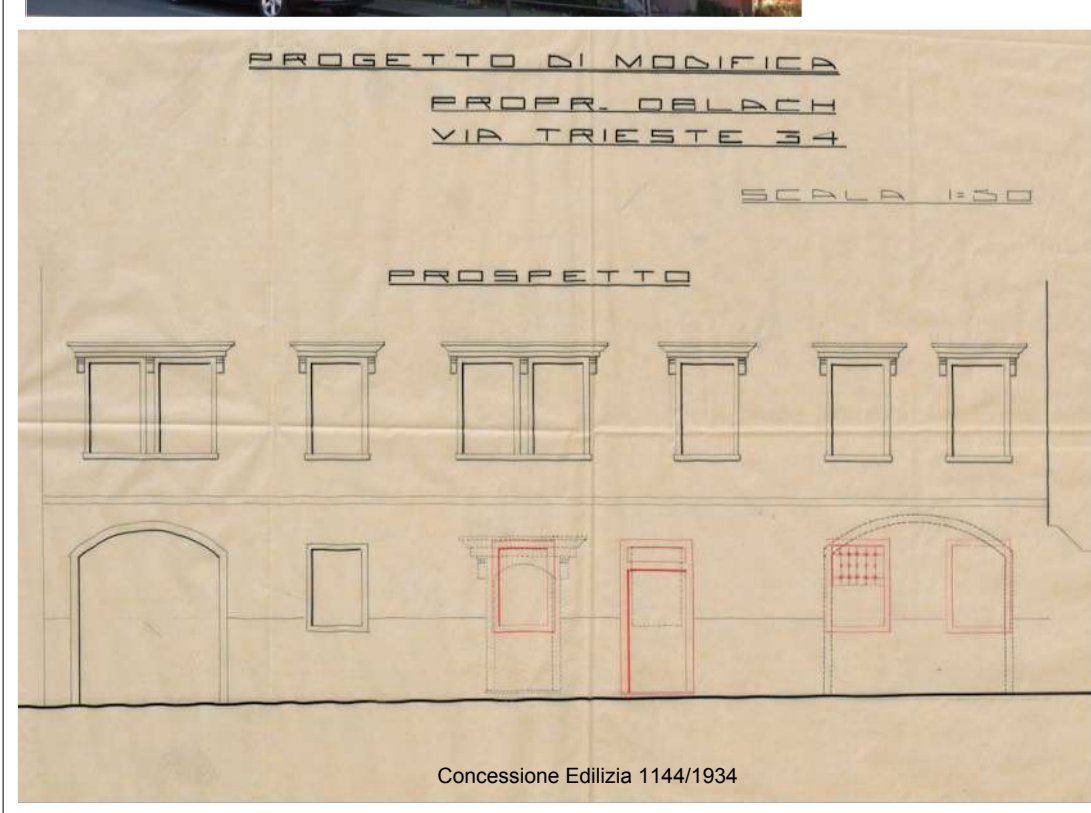 PROGETTO DI MODIFICA
PROPR. OBLACH
VIA TRIESTE 34
SCALA 1:50
PROSPETTO
Concessione Edilizia 1144/1934